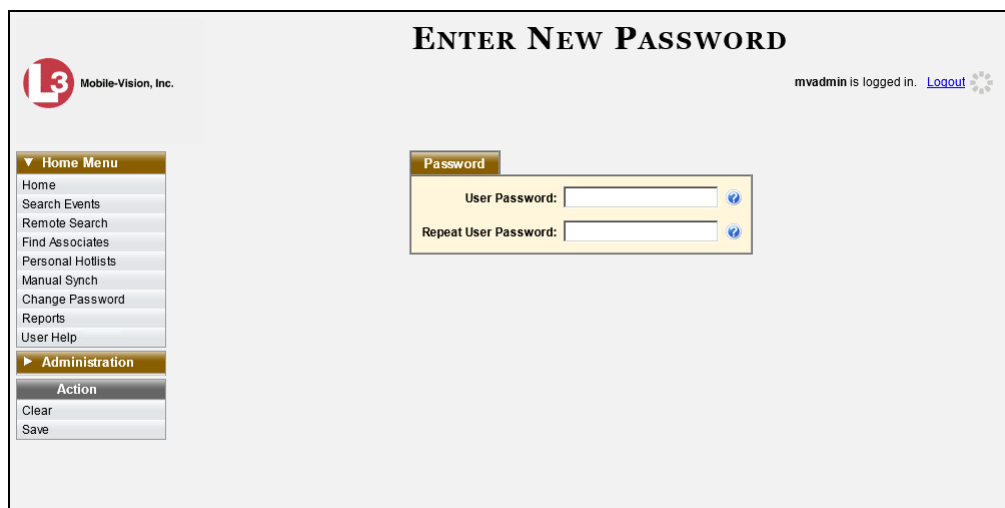 ENTER NEW PASSWORD
L3 Mobile-Vision, Inc.
mvadmin is logged in. Logout
▼ Home Menu
Home
Search Events
Remote Search
Find Associates
Personal Hotlists
Manual Synch
Change Password
Reports
User Help
► Administration
Action
Clear
Save
Password
User Password: ?
Repeat User Password: ?